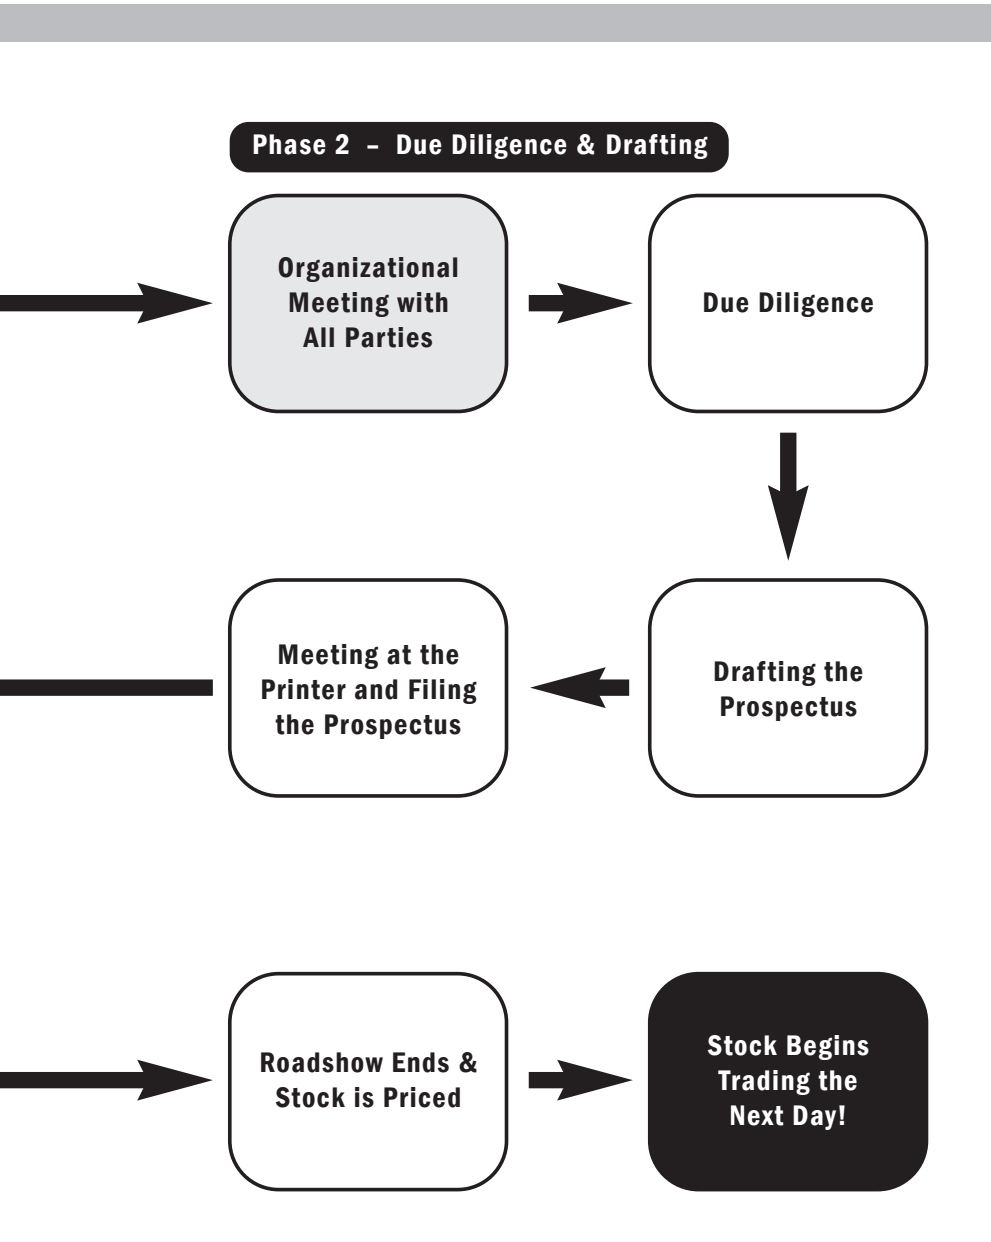 Phase 2 – Due Diligence & Drafting
Organizational
Meeting with
All Parties
Due Diligence
Meeting at the
Printer and Filing
the Prospectus
Drafting the
Prospectus
Roadshow Ends &
Stock is Priced
Stock Begins
Trading the
Next Day!